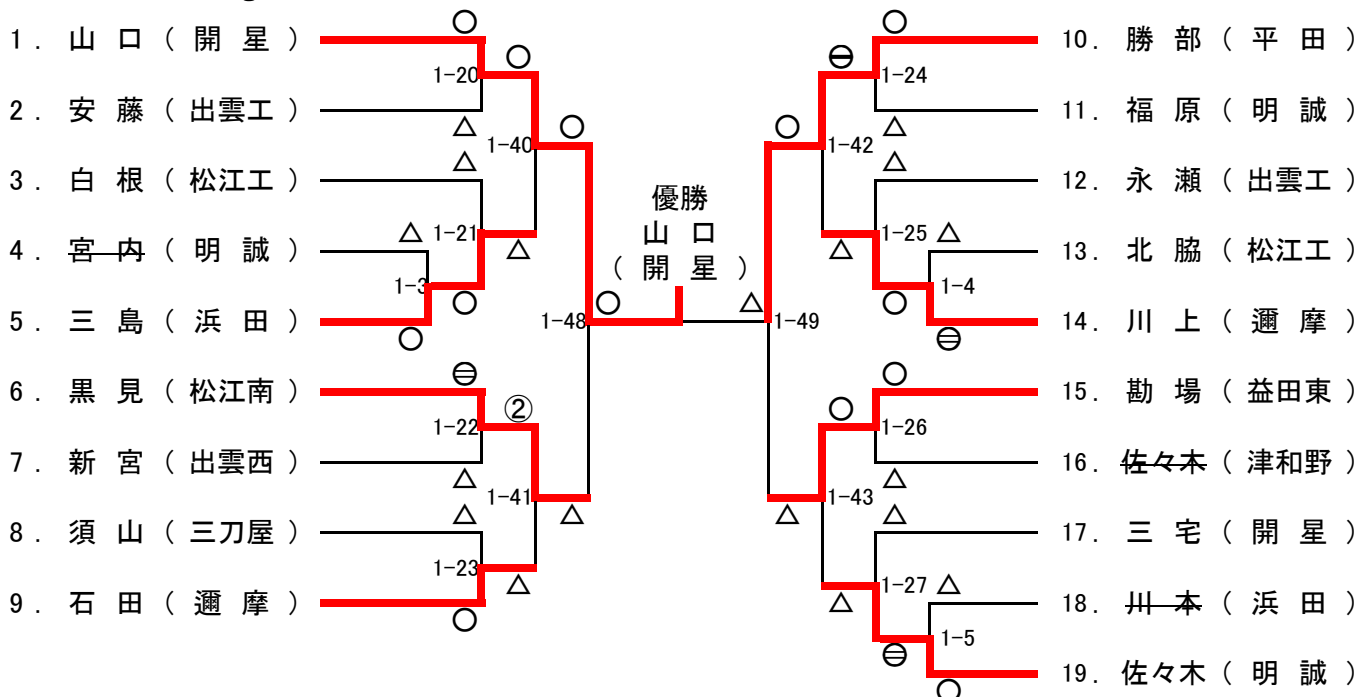 1. 山口(開星)
2. 安藤(出雲工)
3. 白根(松江工)
4. 宮内(明誠)
5. 三島(浜田)
6. 黒見(松江南)
7. 新宮(出雲西)
8. 須山(三刀屋)
9. 石田(邇摩)
1-20
1-40
1-21
1-3
1-48
1-22
②
1-41
1-23
優勝
山口
(開星)
1-24
1-42
1-25
1-4
1-49
1-26
1-43
1-27
1-5
10. 勝部(平田)
11. 福原(明誠)
12. 永瀬(出雲工)
13. 北脇(松江工)
14. 川上(邇摩)
15. 勘場(益田東)
16. 佐々木(津和野)
17. 三宅(開星)
18. 川本(浜田)
19. 佐々木(明誠)